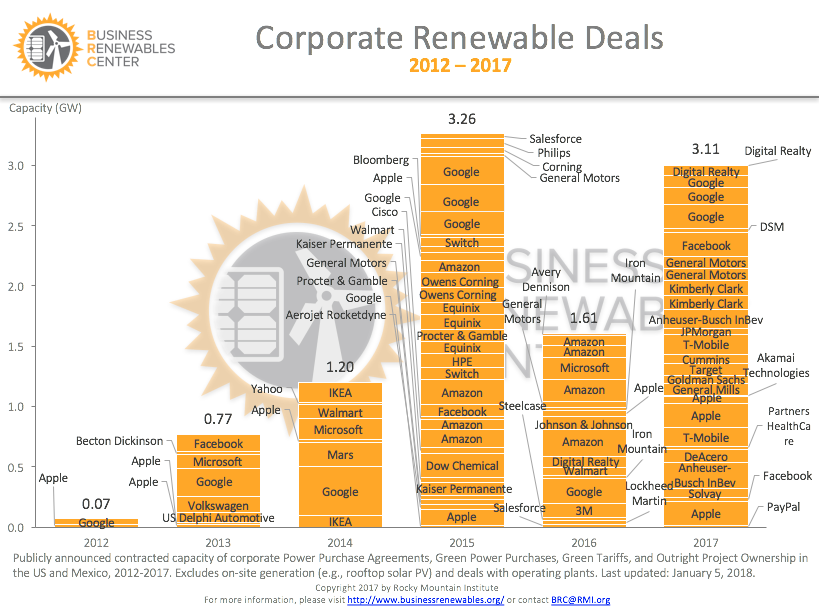 BUSINESS
RENEWABLES
CENTER
Corporate Renewable Deals
2012 – 2017
Capacity (GW)
3.0
2.5
2.0
1.5
1.0
0.5
0.0
Apple
0.07
Google
2012
0.77
Becton Dickinson
Facebook
Apple
Microsoft
Apple
Google
Volkswagen
US Delphi Automotive
2013
1.20
Yahoo
IKEA
Apple
Walmart
Microsoft
Mars
Google
IKEA
2014
3.26
Salesforce
Philips
Corning
General Motors
Bloomberg
Apple
Google
Cisco
Walmart
Kaiser Permanente
General Motors
Procter & Gamble
Google
Aerojet Rocketdyne
Google
Google
Google
Switch
Amazon
Owens Corning
Owens Corning
Equinix
Equinix
Procter & Gamble
Equinix
HPE
Switch
Amazon
Facebook
Amazon
Amazon
Dow Chemical
Kaiser Permanente
Apple
2015
Avery
Dennison
General
Motors
Iron
Mountain
1.61
Amazon
Amazon
Microsoft
Amazon
Apple
Steelcase
Johnson & Johnson
Amazon
Iron
Mountain
Digital Realty
Walmart
Google
Lockheed
Martin
Salesforce
3M
2016
3.11
Digital Realty
Digital Realty
Google
Google
Google
DSM
Facebook
General Motors
General Motors
Kimberly Clark
Kimberly Clark
Anheuser-Busch InBev
JPMorgan
T-Mobile
Cummins
Target
Akamai
Technologies
Goldman Sachs
General Mills
Apple
Apple
Partners
HealthCa
re
T-Mobile
DeAcero
Anheuser-
Busch InBev
Facebook
Solvay
Apple
PayPal
2017
BUSINESS
RENEWABLES
CENTER
Publicly announced contracted capacity of corporate Power Purchase Agreements, Green Power Purchases, Green Tariffs, and Outright Project Ownership in
the US and Mexico, 2012-2017. Excludes on-site generation (e.g., rooftop solar PV) and deals with operating plants. Last updated: January 5, 2018.
Copyright 2017 by Rocky Mountain Institute
For more information, please visit http://www.businessrenewables.org/ or contact BRC@RMI.org